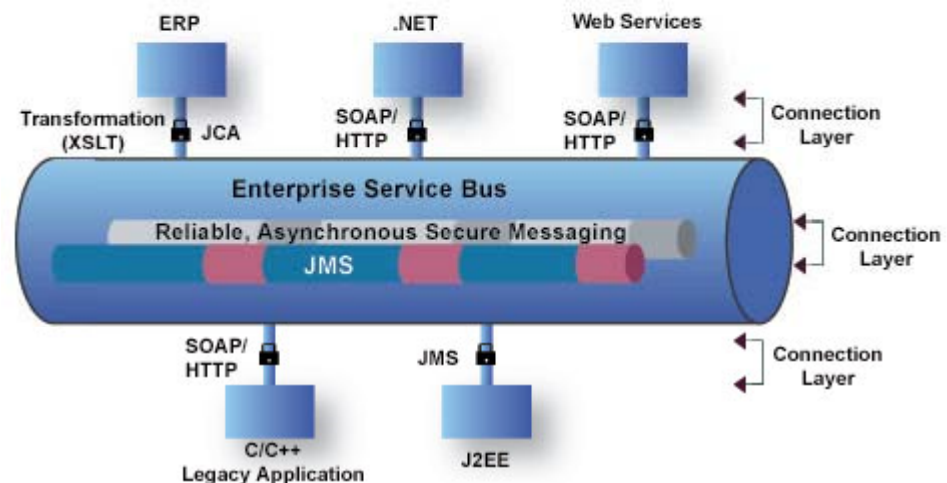 ERP
.NET
Web Services
Transformation
(XSLT)
JCA
SOAP/
HTTP
SOAP/
HTTP
Connection
Layer
Enterprise Service Bus
Reliable, Asynchronous Secure Messaging
JMS
Connection
Layer
SOAP/
HTTP
JMS
Connection
Layer
C/C++
Legacy Application
J2EE